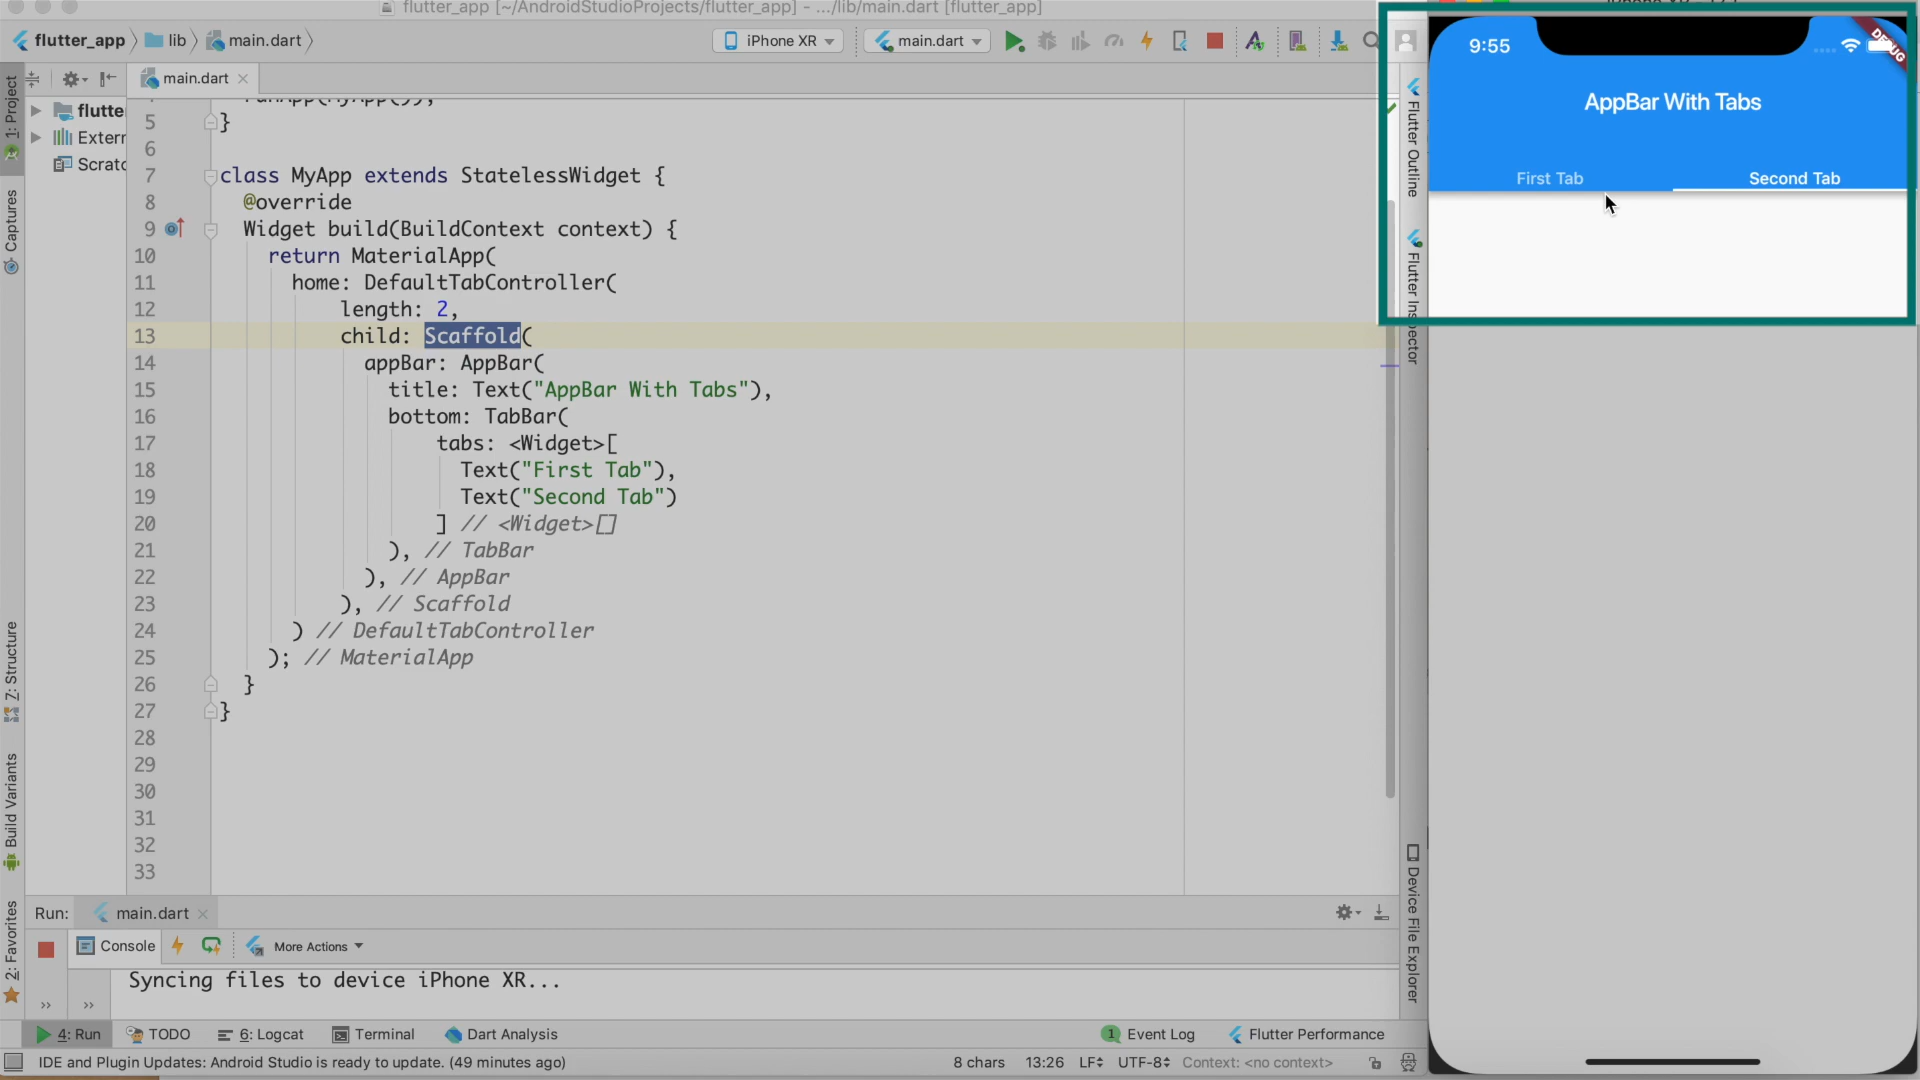 flutter_app [~/AndroidStudioProjects/flutter_app] - .../lib/main.dart [flutter_app]
flutter_app lib main.dart iPhone XR main.dart
main.dart
1: Project
Captures
Z: Structure
Build Variants
2: Favorites
flutte
Extern
Scratc
5 }
6
7 class MyApp extends StatelessWidget {
8 @override
9 Widget build(BuildContext context) {
10 return MaterialApp(
11 home: DefaultTabController(
12 length: 2,
13 child: Scaffold(
14 appBar: AppBar(
15 title: Text("AppBar With Tabs"),
16 bottom: TabBar(
17 tabs: <Widget>[
18 Text("First Tab"),
19 Text("Second Tab")
20 ] // <Widget>[]
21 ), // TabBar
22 ), // AppBar
23 ), // Scaffold
24 ) // DefaultTabController
25 ); // MaterialApp
26 }
27 }
28
29
30
31
32
33
Flutter Outline
Flutter Inspector
Device File Explorer
9:55
DEBUG
AppBar With Tabs
First Tab Second Tab
Run: main.dart
Console More Actions
Syncing files to device iPhone XR...
4: Run TODO 6: Logcat Terminal Dart Analysis 1 Event Log Flutter Performance
IDE and Plugin Updates: Android Studio is ready to update. (49 minutes ago) 8 chars 13:26 LF UTF-8 Context: <no context>